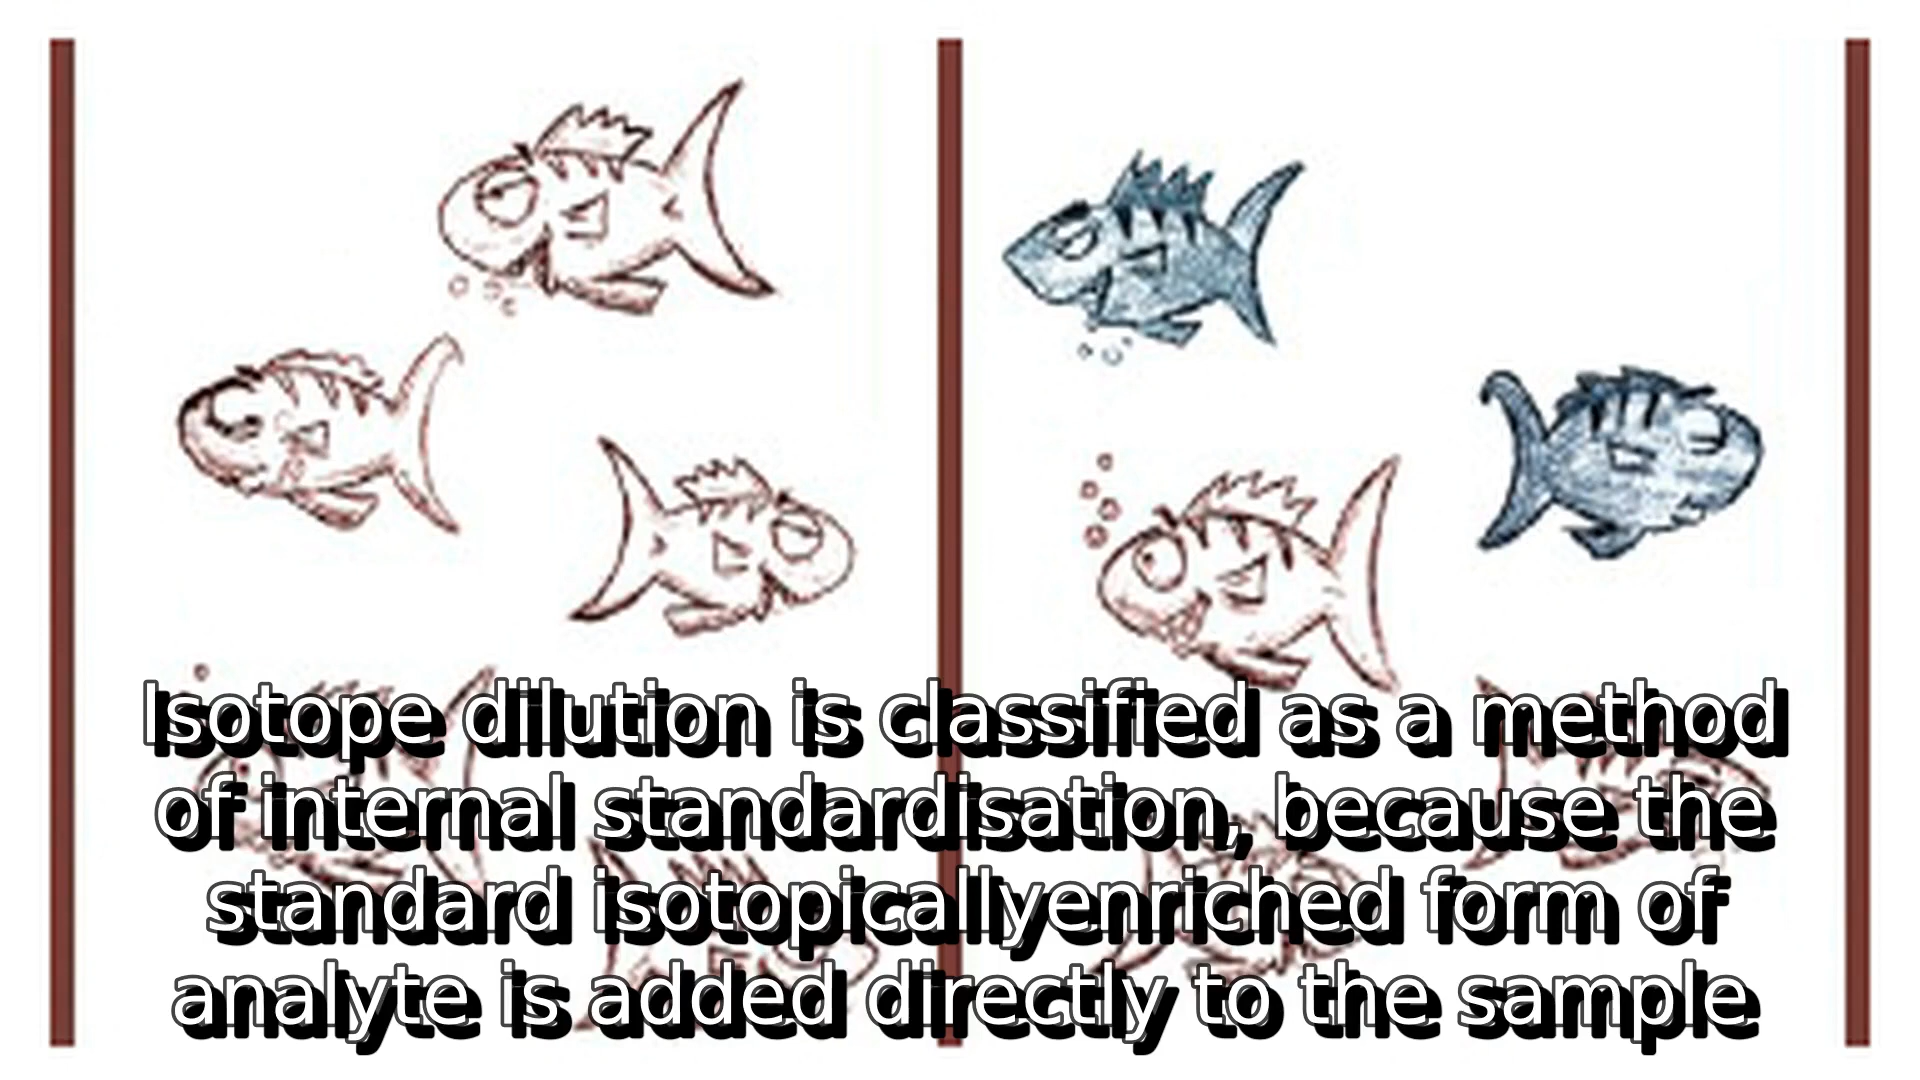 Isotope dilution is classified as a method
of internal standardisation, because the
standard isotopicallyenriched form of
analyte is added directly to the sample